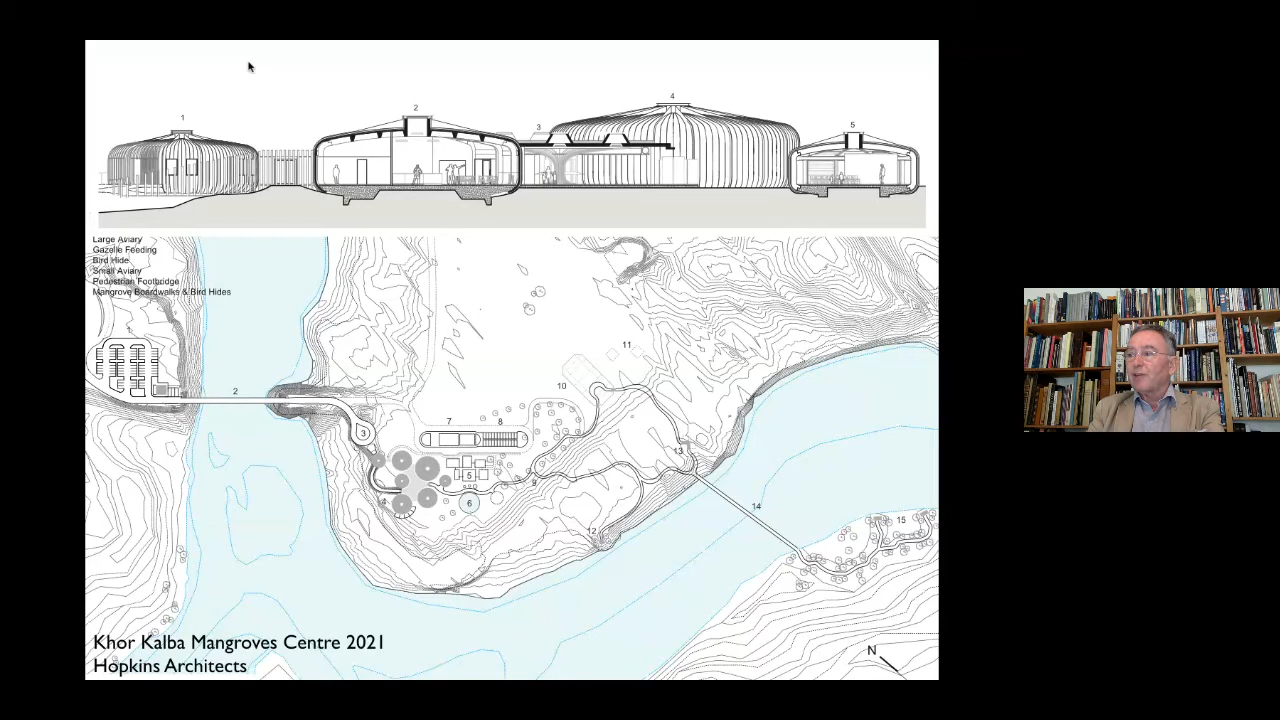 1
2
3
4
5
Large Aviary
Gazelle Feeding
Bird Hide
Small Aviary
Pedestrian Footbridge
Mangrove Boardwalks & Bird Hides
2
11
10
7
8
3
13
5
9
4
6
14
12
15
Khor Kalba Mangroves Centre 2021
Hopkins Architects
N